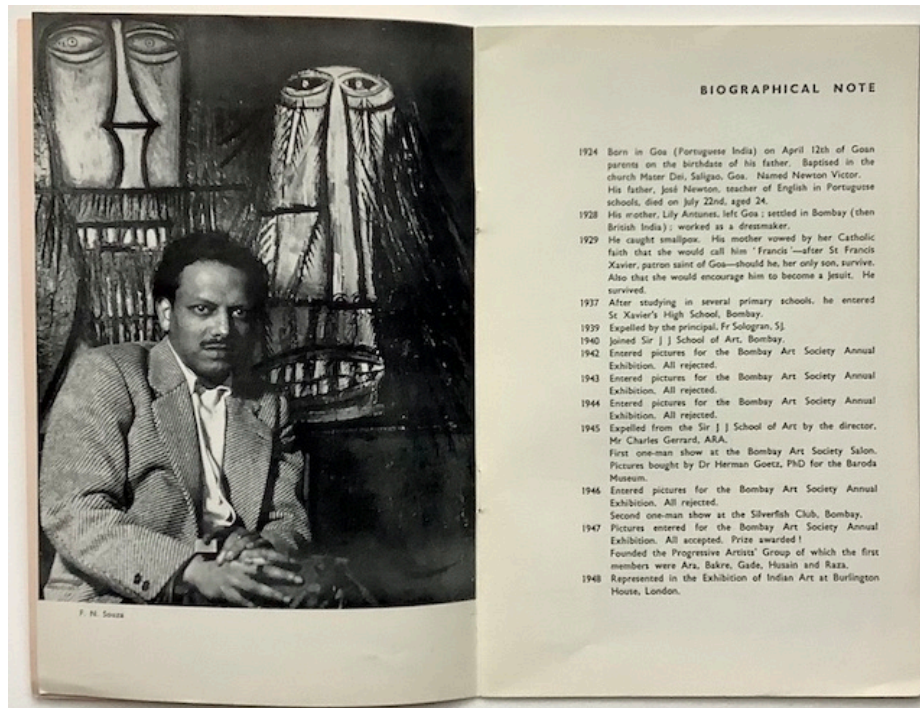 F. N. Souza
BIOGRAPHICAL NOTE
1924 Born in Goa (Portuguese India) on April 12th of Goan
parents on the birthdate of his father. Baptised in the
church Mater Dei, Saligao, Goa. Named Newton Victor.
His father, José Newton, teacher of English in Portuguese
schools, died on July 22nd, aged 24.
1928 His mother, Lily Antunes, left Goa ; settled in Bombay (then
British India) ; worked as a dressmaker.
1929 He caught smallpox. His mother vowed by her Catholic
faith that she would call him 'Francis'—after St Francis
Xavier, patron saint of Goa—should he, her only son, survive.
Also that she would encourage him to become a Jesuit. He
survived.
1937 After studying in several primary schools, he entered
St Xavier's High School, Bombay.
1939 Expelled by the principal, Fr Sologran, SJ.
1940 Joined Sir J J School of Art, Bombay.
1942 Entered pictures for the Bombay Art Society Annual
Exhibition. All rejected.
1943 Entered pictures for the Bombay Art Society Annual
Exhibition. All rejected.
1944 Entered pictures for the Bombay Art Society Annual
Exhibition. All rejected.
1945 Expelled from the Sir J J School of Art by the director,
Mr Charles Gerrard, ARA.
First one-man show at the Bombay Art Society Salon.
Pictures bought by Dr Herman Goetz, PhD for the Baroda
Museum.
1946 Entered pictures for the Bombay Art Society Annual
Exhibition. All rejected.
Second one-man show at the Silverfish Club, Bombay.
1947 Pictures entered for the Bombay Art Society Annual
Exhibition. All accepted. Prize awarded !
Founded the Progressive Artists' Group of which the first
members were Ara, Bakre, Gade, Husain and Raza.
1948 Represented in the Exhibition of Indian Art at Burlington
House, London.